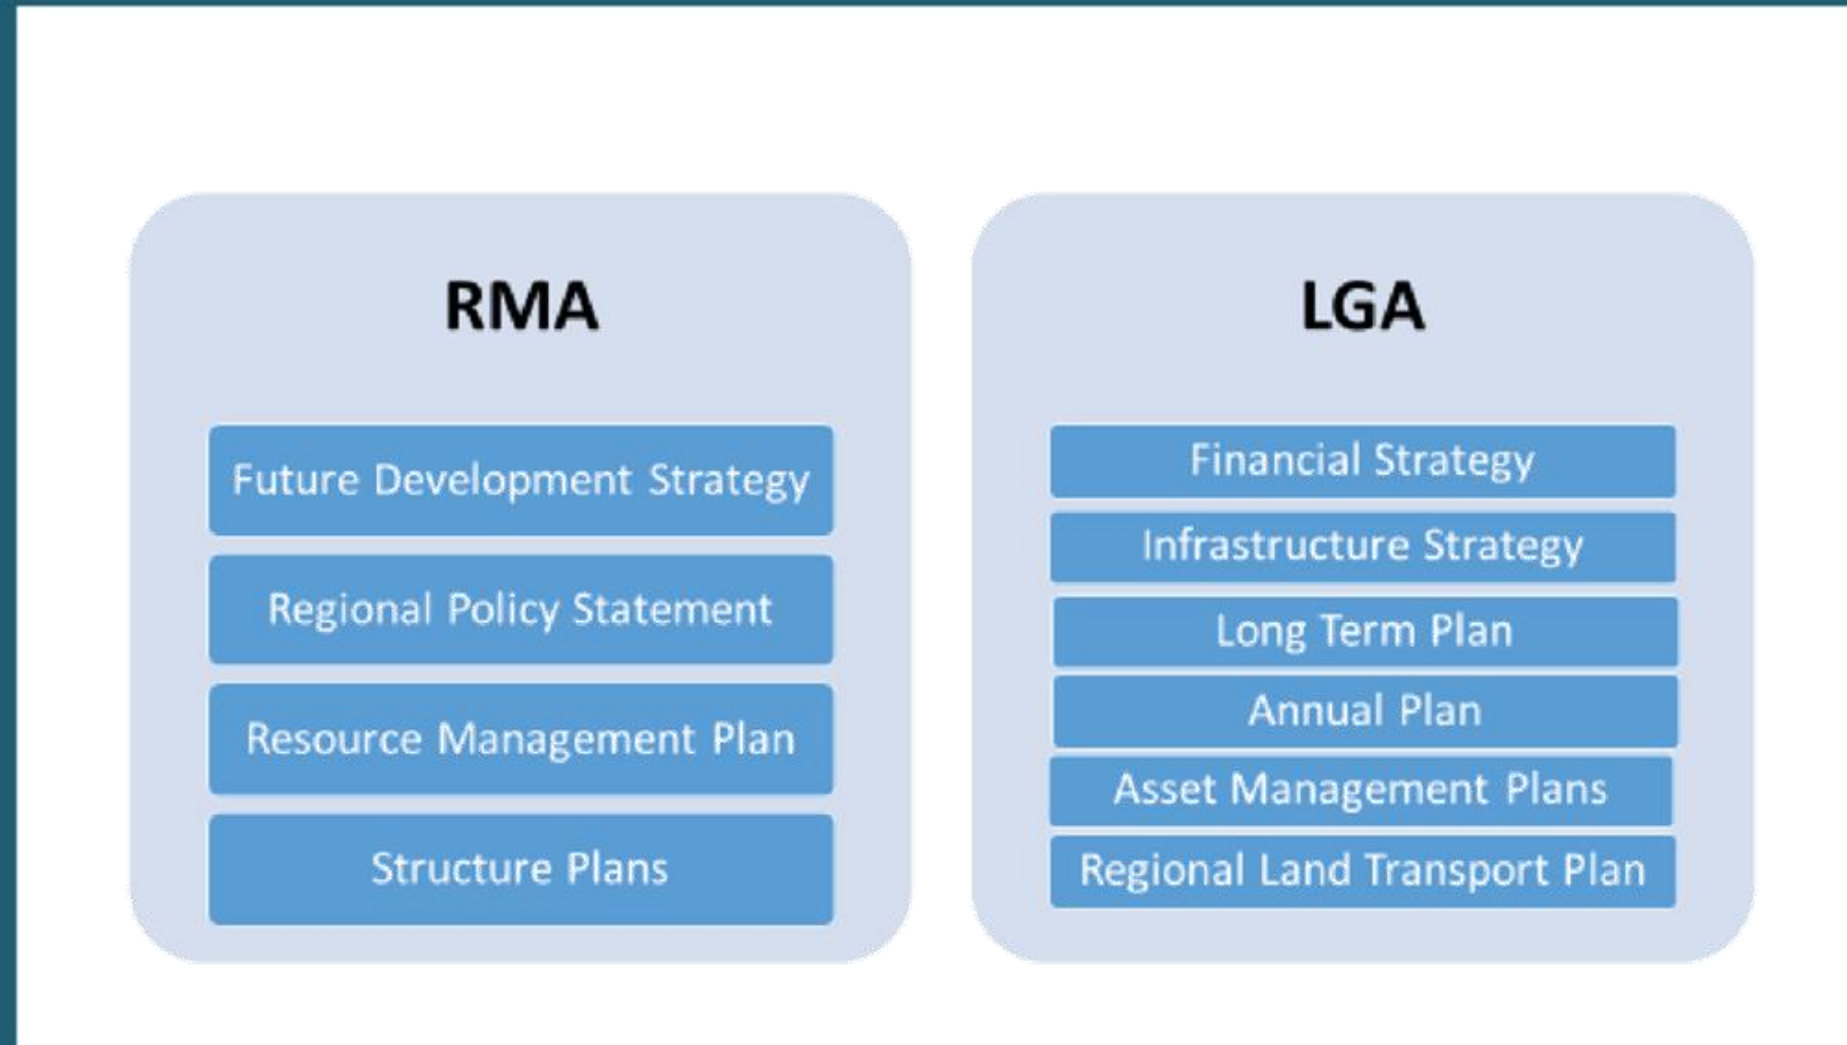 RMA
Future Development Strategy
Regional Policy Statement
Resource Management Plan
Structure Plans
LGA
Financial Strategy
Infrastructure Strategy
Long Term Plan
Annual Plan
Asset Management Plans
Regional Land Transport Plan